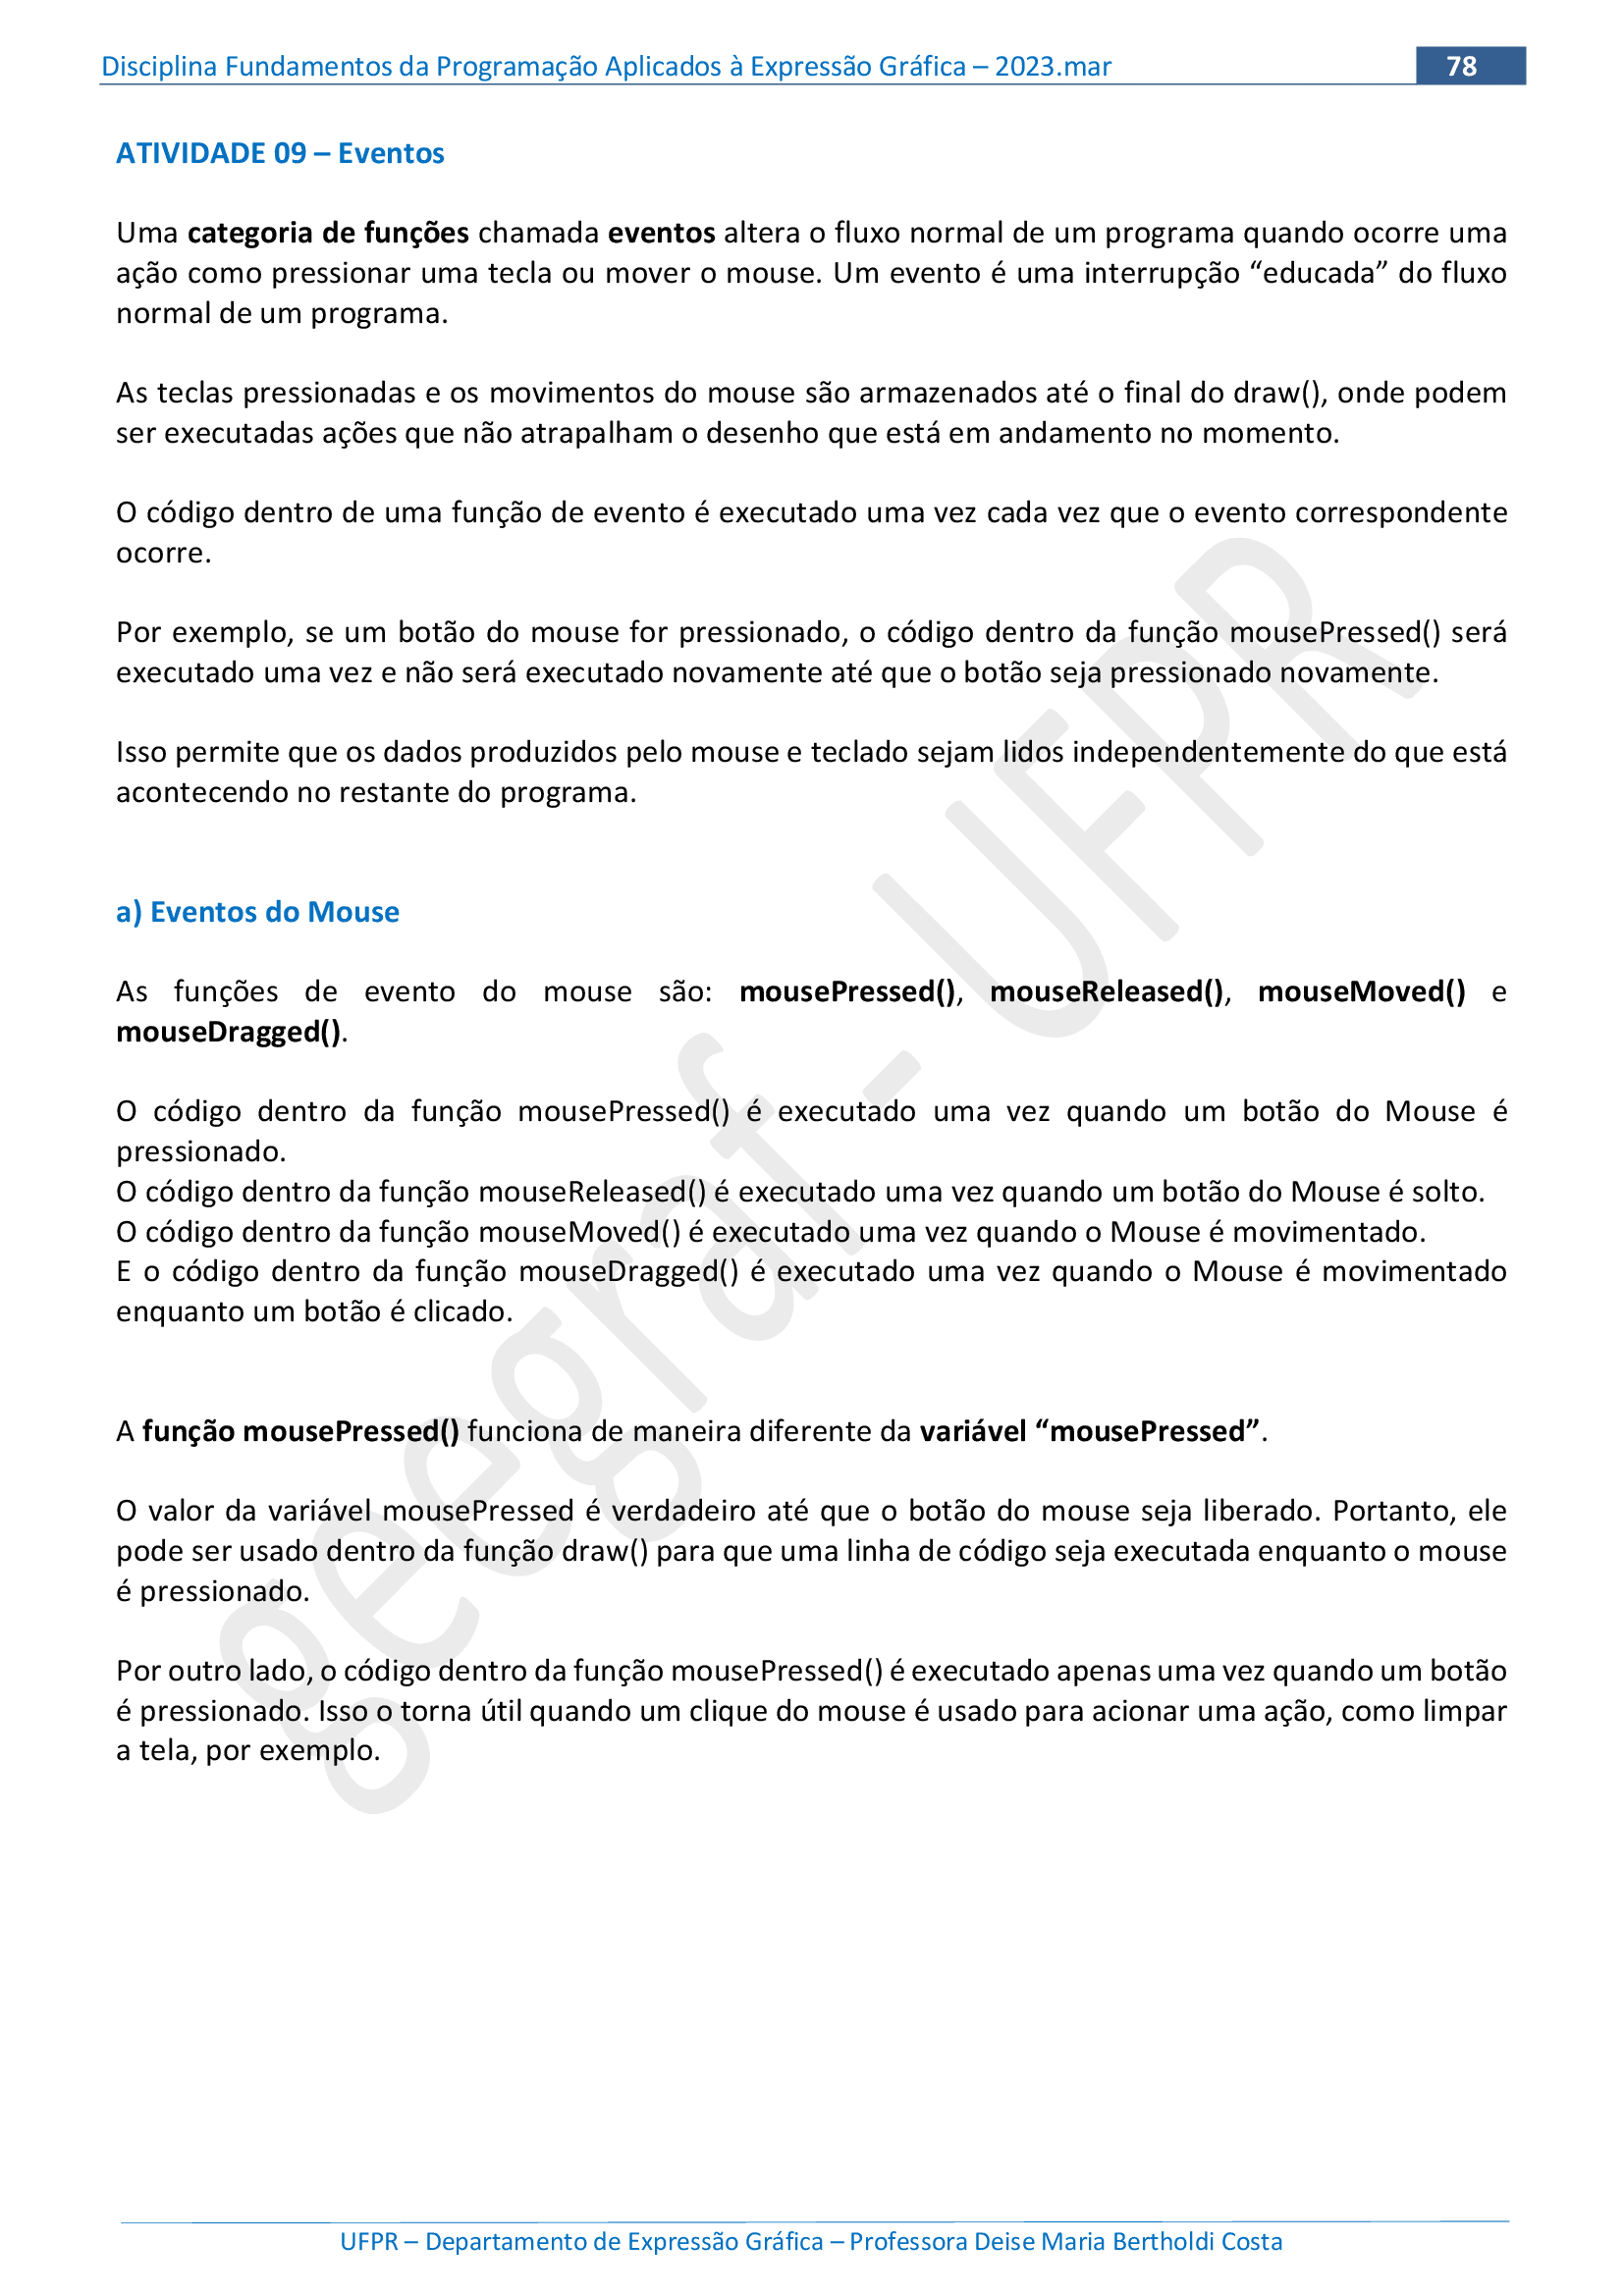 Disciplina Fundamentos da Programação Aplicados à Expressão Gráfica – 2023.mar 78
ATIVIDADE 09 – Eventos
Uma categoria de funções chamada eventos altera o fluxo normal de um programa quando ocorre uma
ação como pressionar uma tecla ou mover o mouse. Um evento é uma interrupção “educada” do fluxo
normal de um programa.
As teclas pressionadas e os movimentos do mouse são armazenados até o final do draw(), onde podem
ser executadas ações que não atrapalham o desenho que está em andamento no momento.
O código dentro de uma função de evento é executado uma vez cada vez que o evento correspondente
ocorre.
Por exemplo, se um botão do mouse for pressionado, o código dentro da função mousePressed() será
executado uma vez e não será executado novamente até que o botão seja pressionado novamente.
Isso permite que os dados produzidos pelo mouse e teclado sejam lidos independentemente do que está
acontecendo no restante do programa.
a) Eventos do Mouse
As funções de evento do mouse são: mousePressed(), mouseReleased(), mouseMoved() e
mouseDragged().
O código dentro da função mousePressed() é executado uma vez quando um botão do Mouse é
pressionado.
O código dentro da função mouseReleased() é executado uma vez quando um botão do Mouse é solto.
O código dentro da função mouseMoved() é executado uma vez quando o Mouse é movimentado.
E o código dentro da função mouseDragged() é executado uma vez quando o Mouse é movimentado
enquanto um botão é clicado.
A função mousePressed() funciona de maneira diferente da variável “mousePressed”.
O valor da variável mousePressed é verdadeiro até que o botão do mouse seja liberado. Portanto, ele
pode ser usado dentro da função draw() para que uma linha de código seja executada enquanto o mouse
é pressionado.
Por outro lado, o código dentro da função mousePressed() é executado apenas uma vez quando um botão
é pressionado. Isso o torna útil quando um clique do mouse é usado para acionar uma ação, como limpar
a tela, por exemplo.
geegraf - UFPR
UFPR – Departamento de Expressão Gráfica – Professora Deise Maria Bertholdi Costa